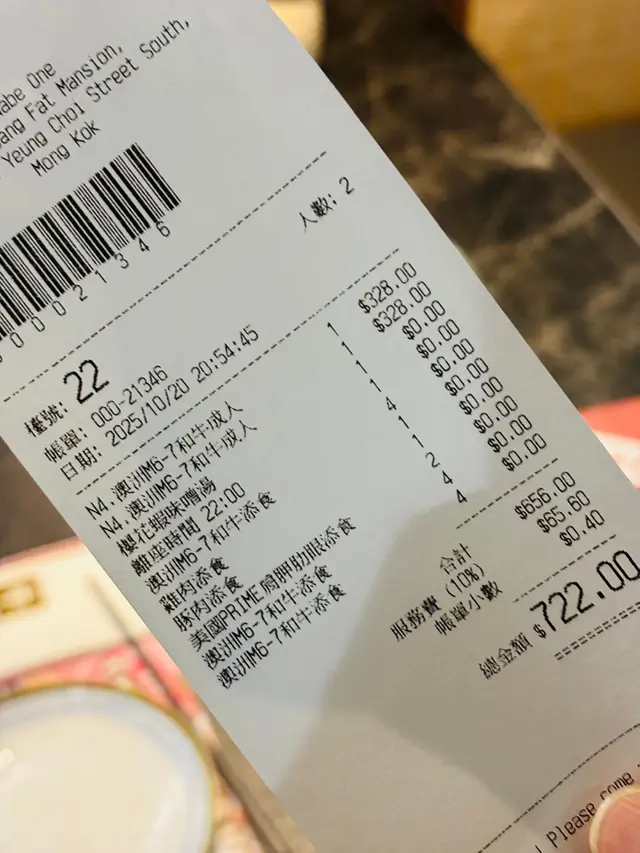 abe One
ang Fat Mansion,
Yeung Choi Street South,
Mong Kok
000021346
人數: 2
檯號: 22
帳單: 000-21346
日期: 2025/10/20 20:54:45
N4. 澳洲M6-7和牛成人 1 $328.00
N4. 澳洲M6-7和牛成人 1 $328.00
櫻花蝦味噌湯 1 $0.00
離座時間 22:00 1 $0.00
澳洲M6-7和牛添食 4 $0.00
雞肉添食 1 $0.00
豚肉添食 1 $0.00
美國PRIME肩胛肋眼添食 2 $0.00
澳洲M6-7和牛添食 4 $0.00
澳洲M6-7和牛添食 4 $0.00
合計 $656.00
服務費 (10%) $65.60
帳單小數 $0.40
總金額 $722.00
Please come